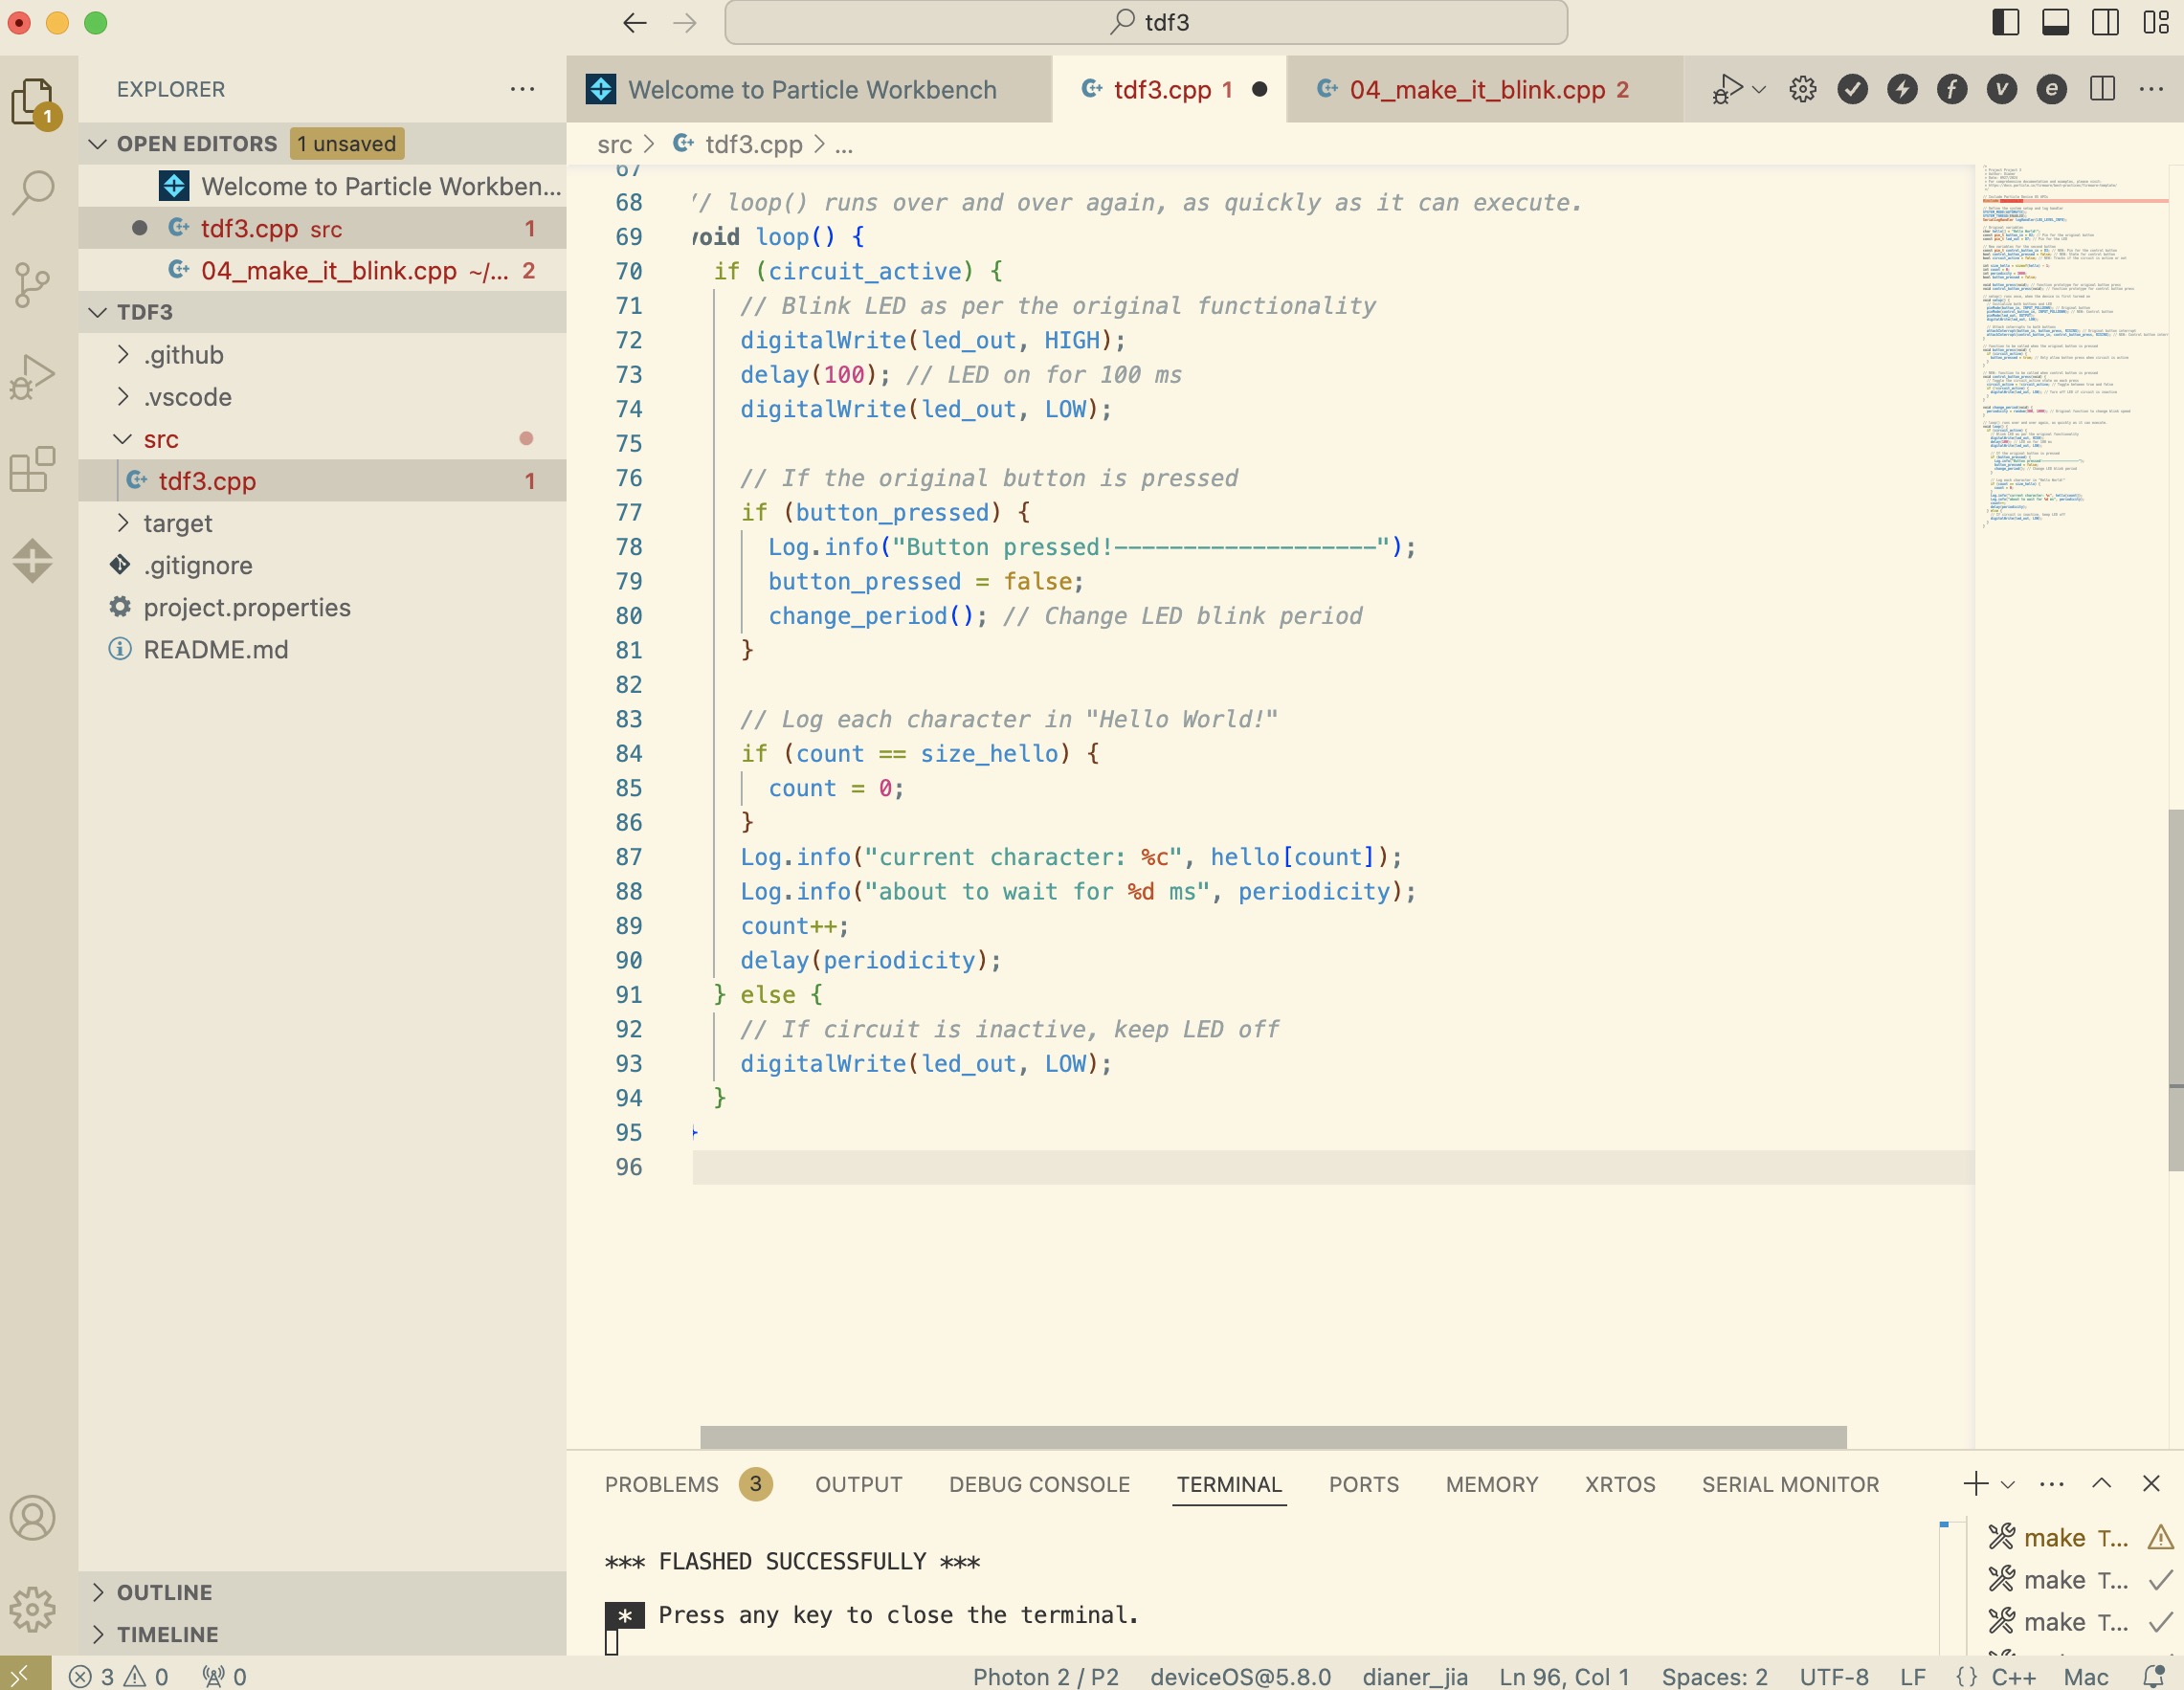 tdf3
EXPLORER
OPEN EDITORS 1 unsaved
Welcome to Particle Workben...
tdf3.cpp src 1
04_make_it_blink.cpp ~/... 2
TDF3
.github
.vscode
src
tdf3.cpp 1
target
.gitignore
project.properties
README.md
OUTLINE
TIMELINE
1
Welcome to Particle Workbench
tdf3.cpp 1
04_make_it_blink.cpp 2
src > tdf3.cpp > ...
67
68 // loop() runs over and over again, as quickly as it can execute.
69 void loop() {
70 if (circuit_active) {
71 // Blink LED as per the original functionality
72 digitalWrite(led_out, HIGH);
73 delay(100); // LED on for 100 ms
74 digitalWrite(led_out, LOW);
75
76 // If the original button is pressed
77 if (button_pressed) {
78 Log.info("Button pressed!-------------------");
79 button_pressed = false;
80 change_period(); // Change LED blink period
81 }
82
83 // Log each character in "Hello World!"
84 if (count == size_hello) {
85 count = 0;
86 }
87 Log.info("current character: %c", hello[count]);
88 Log.info("about to wait for %d ms", periodicity);
89 count++;
90 delay(periodicity);
91 } else {
92 // If circuit is inactive, keep LED off
93 digitalWrite(led_out, LOW);
94 }
95 }
96
PROBLEMS 3 OUTPUT DEBUG CONSOLE TERMINAL PORTS MEMORY XRTOS SERIAL MONITOR
*** FLASHED SUCCESSFULLY ***
* Press any key to close the terminal.
make T...
make T...
make T...
3 0 0 Photon 2 / P2 deviceOS@5.8.0 dianer_jia Ln 96, Col 1 Spaces: 2 UTF-8 LF {} C++ Mac